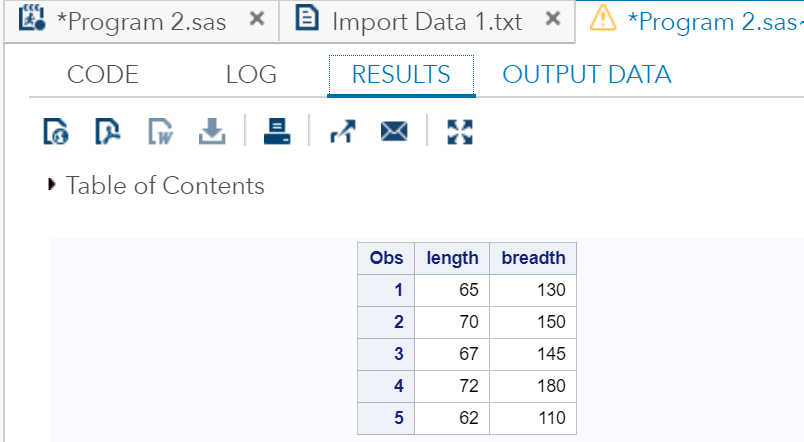 *Program 2.sas × Import Data 1.txt × *Program 2.sas~
CODE LOG RESULTS OUTPUT DATA
Table of Contents
Obs length breadth
1 65 130
2 70 150
3 67 145
4 72 180
5 62 110